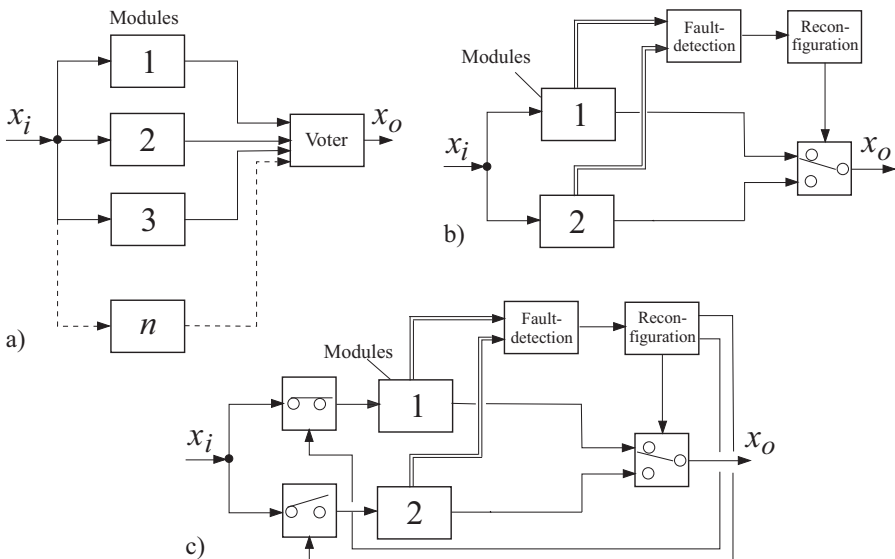 Modules
1
2
3
n
x_i
Voter
x_o
a)
Modules
1
2
x_i
Fault-
detection
Recon-
figuration
x_o
b)
Modules
1
2
x_i
Fault-
detection
Recon-
figuration
x_o
c)